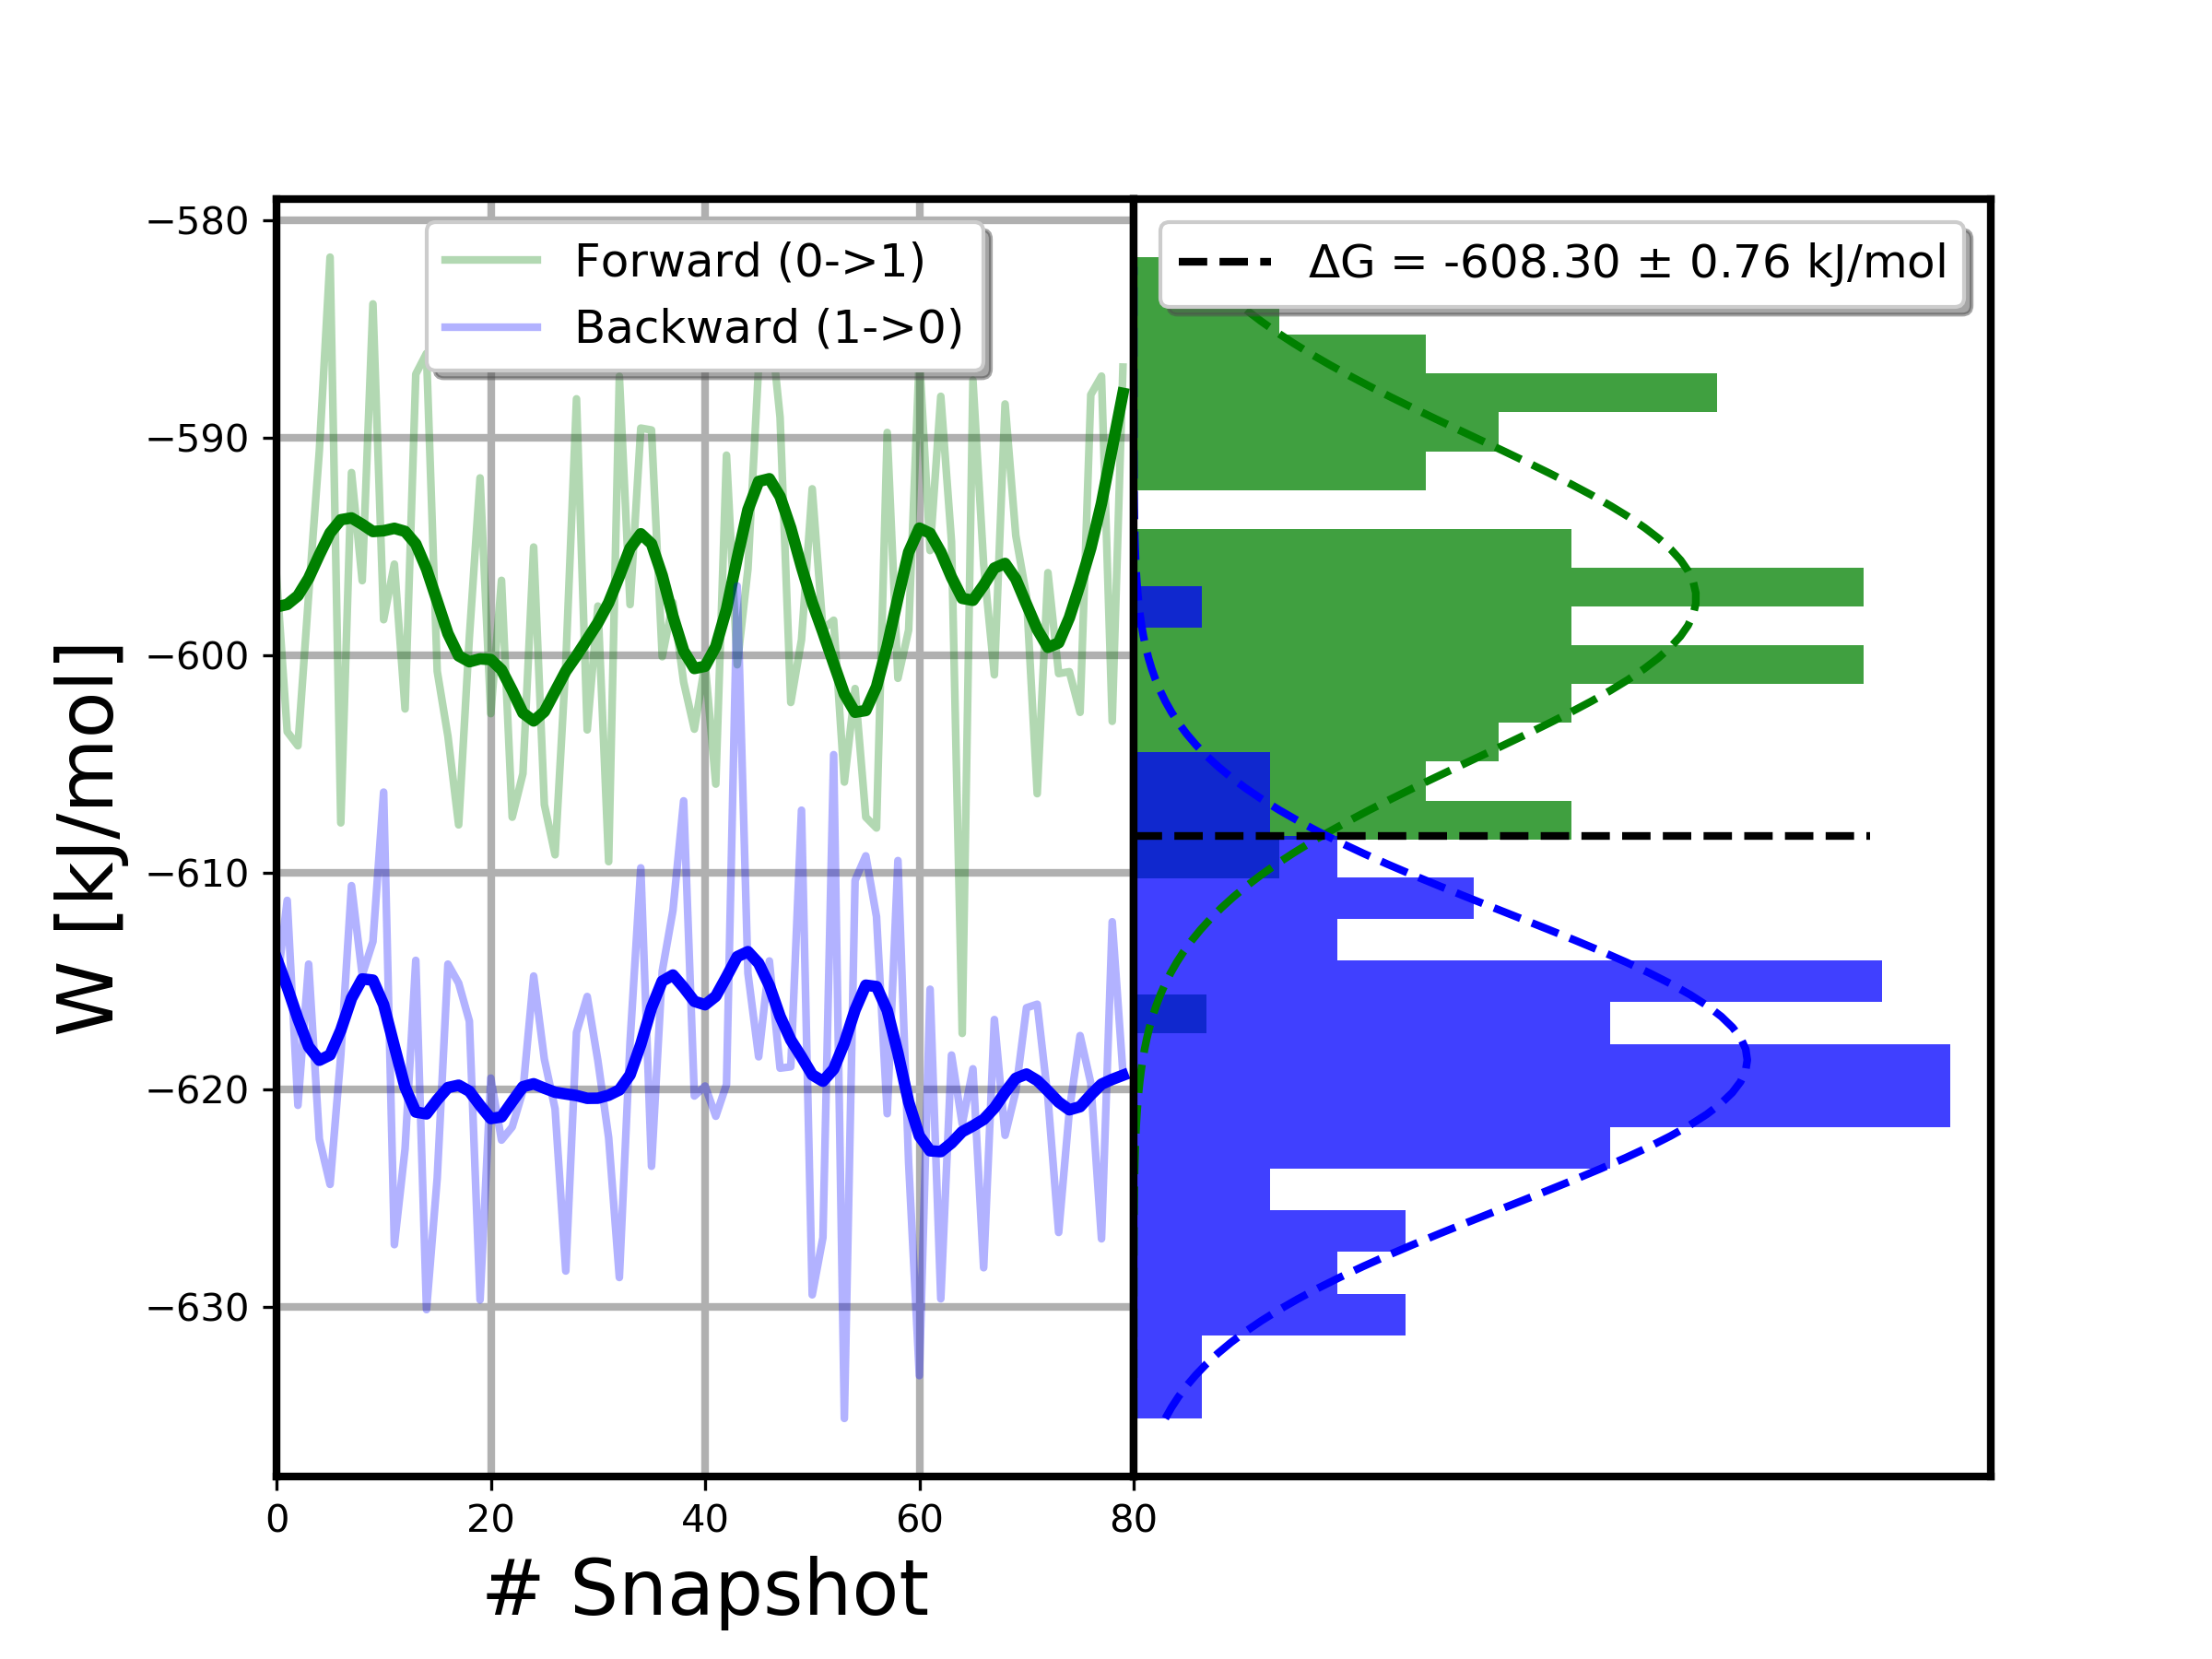 −580
−590
−600
−610
−620
−630
W [kJ/mol]
Forward (0->1)
Backward (1->0)
ΔG = -608.30 ± 0.76 kJ/mol
0 20 40 60 80
# Snapshot